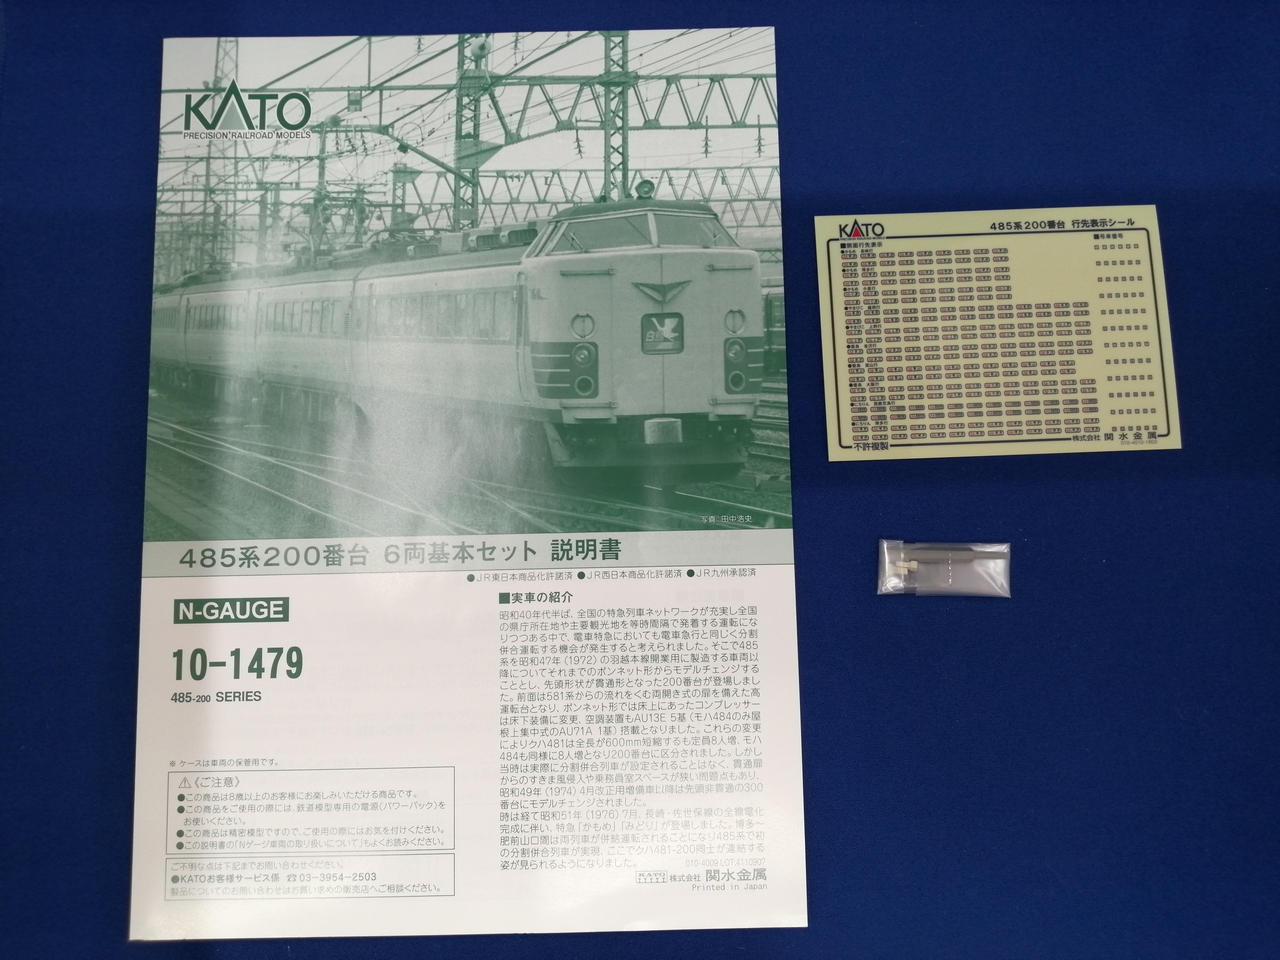 KATO
PRECISION RAILROAD MODELS
写真:田中浩史
485系200番台 6両基本セット 説明書
●JR東日本商品化許諾済 ●JR西日本商品化許諾済 ●JR九州承認済
N-GAUGE
10-1479
485-200 SERIES
※ ケースは車両の保管用です。
⚠《ご注意》
●この商品は8歳以上のお客様にお楽しみいただける商品です。
●この商品をご使用の際には、鉄道模型専用の電源(パワーパック)を
お使いください。
●この商品は精密模型ですので、ご使用の際にはお気を付けください。
●この説明書の「Nゲージ車両の取り扱いについて」もよくお読みください。
ご不明な点は下記までお問い合わせください。
●KATOお客様サービス係 ☎03-3954-2503
製品についてのお問い合わせはお買い求めの販売店へご相談ください。
■実車の紹介
昭和40年代半ば、全国の特急列車ネットワークが充実し全国
の県庁所在地や主要観光地を等時間隔で発着する運転にな
りつつある中で、電車特急においても電車急行と同じく分割
併合運転する機会が発生すると考えられました。そこで485
系を昭和47年(1972)の羽越本線開業用に製造する車両以
降についてそれまでのボンネット形からモデルチェンジする
こととし、先頭形状が貫通形となった200番台が登場しまし
た。前面は581系からの流れをくむ両開き式の扉を備えた高
運転台となり、ボンネット形では床上にあったコンプレッサー
は床下装備に変更、空調装置もAU13E 5基(モハ484のみ屋
根上集中式のAU71A 1基)搭載となりました。これらの変更
によりクハ481は全長が600mm短縮するも定員8人増、モハ
484も同様に8人増となり200番台に区分されました。しかし
当時は実際に分割併合列車が設定されることはなく、貫通扉
からのすきま風侵入や乗務員室スペースが狭い問題点もあり、
昭和49年(1974)4月改正用増備車以降は先頭非貫通の300
番台にモデルチェンジされました。
時は経て昭和51年(1976)7月、長崎・佐世保線の全線電化
完成に伴い、特急「かもめ」「みどり」が登場しました。博多~
肥前山口間は両列車が併結運転されることになり485系で初
の分割併合列車が実現、ここでクハ481-200同士が連結する
姿が見られるようになりました。
010-4009 LOT:4110907
KATO 株式会社 関水金属
Printed in Japan
KATO
PRECISION RAILROAD MODELS
485系200番台 行先表示シール
■側面行先表示
■号車番号
不許複製
株式会社 関水金属